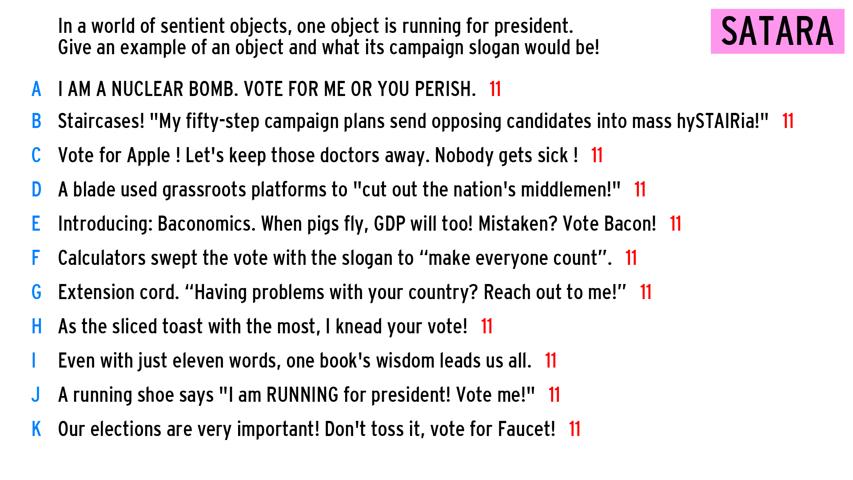 In a world of sentient objects, one object is running for president.
Give an example of an object and what its campaign slogan would be!
SATARA
A I AM A NUCLEAR BOMB. VOTE FOR ME OR YOU PERISH. 11
B Staircases! "My fifty-step campaign plans send opposing candidates into mass hySTAIRia!" 11
C Vote for Apple ! Let's keep those doctors away. Nobody gets sick ! 11
D A blade used grassroots platforms to "cut out the nation's middlemen!" 11
E Introducing: Baconomics. When pigs fly, GDP will too! Mistaken? Vote Bacon! 11
F Calculators swept the vote with the slogan to “make everyone count”. 11
G Extension cord. “Having problems with your country? Reach out to me!” 11
H As the sliced toast with the most, I knead your vote! 11
I Even with just eleven words, one book's wisdom leads us all. 11
J A running shoe says "I am RUNNING for president! Vote me!" 11
K Our elections are very important! Don't toss it, vote for Faucet! 11